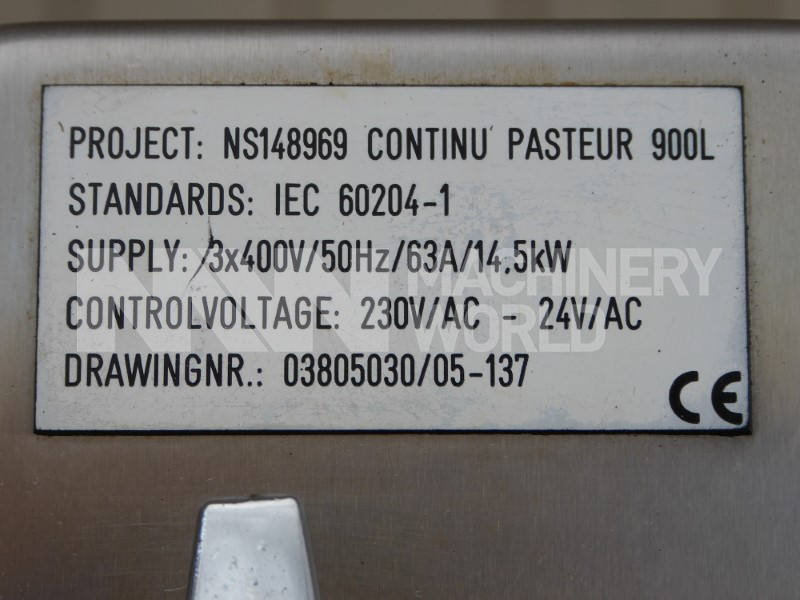 PROJECT: NS148969 CONTINU PASTEUR 900L
STANDARDS: IEC 60204-1
SUPPLY: 3x400V/50Hz/63A/14,5kW
CONTROLVOLTAGE: 230V/AC - 24V/AC
DRAWINGNR.: 03805030/05-137
CE
MACHINERY
WORLD